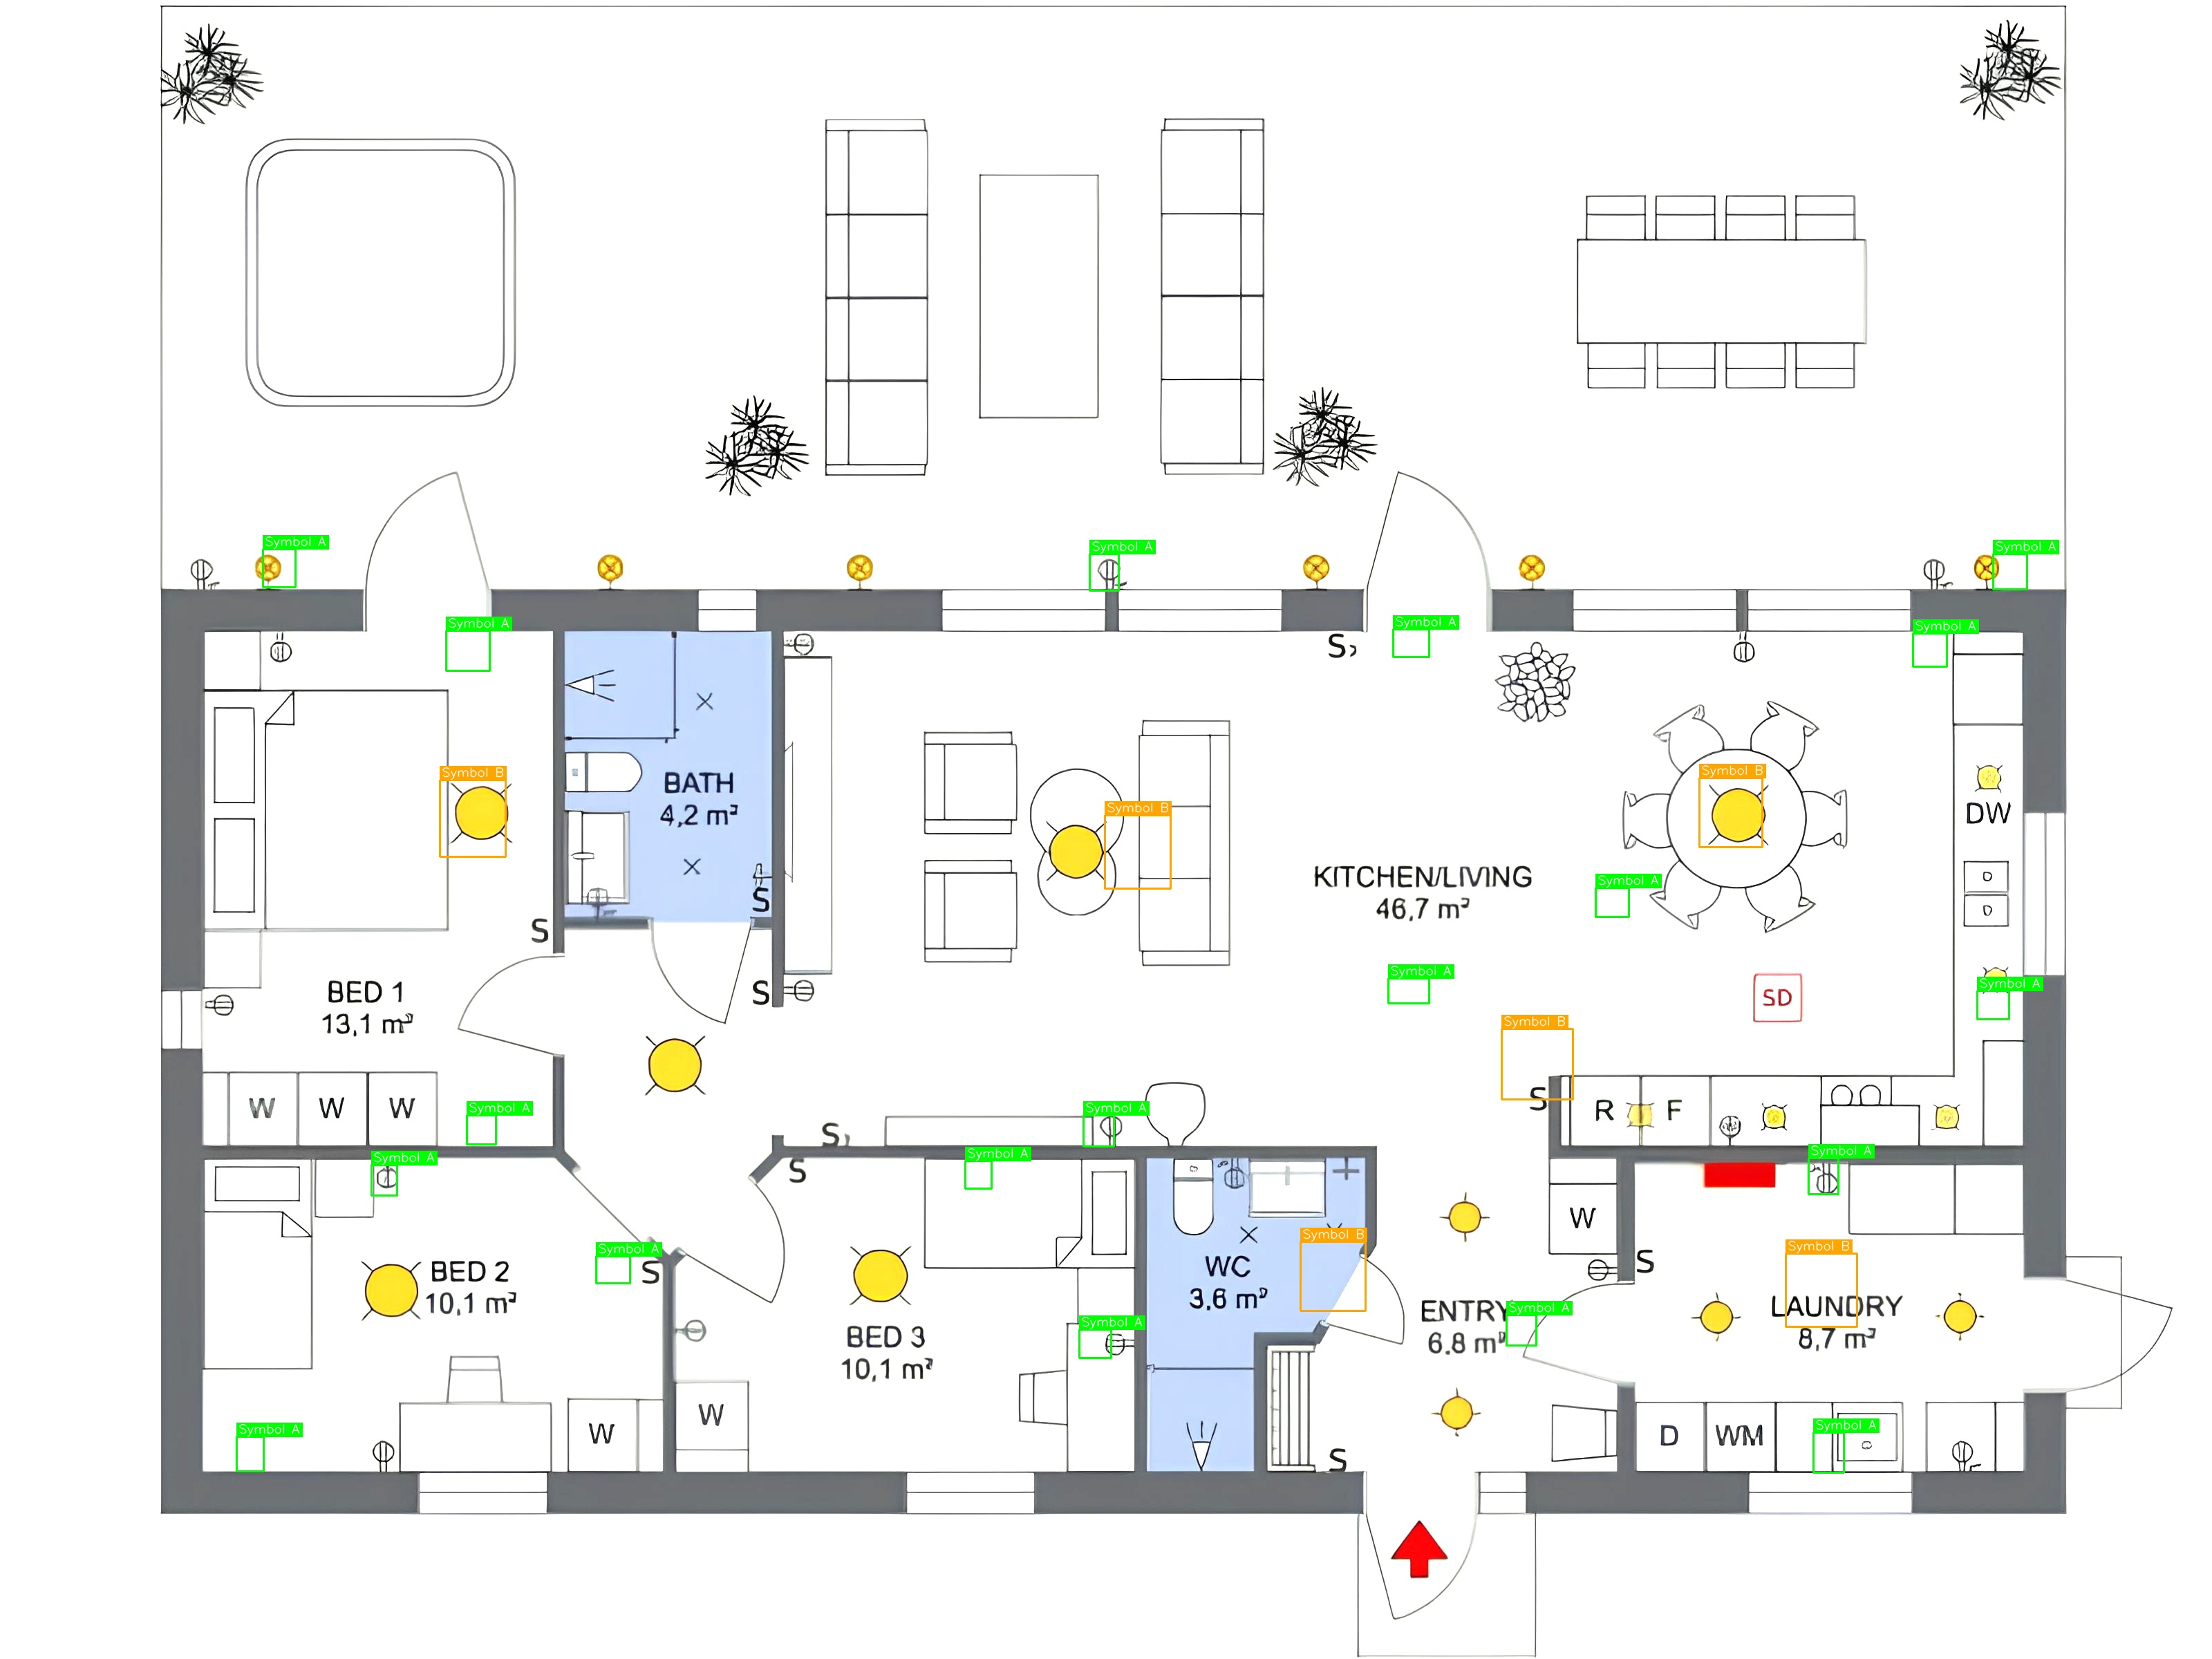 Symbol A
Symbol A
Symbol A
Symbol A
Symbol A
Symbol A
S
Symbol B
Symbol B
Symbol B
DW
BATH
4,2 m²
S
S
KITCHEN/LIVING
46,7 m²
Symbol A
Symbol A
Symbol A
SD
S
BED 1
13,1 m²
Symbol B
S
R
F
W
W
W
Symbol A
Symbol A
S
Symbol A
Symbol A
Symbol A
S
W
Symbol A
S
S
Symbol B
Symbol B
BED 2
10,1 m²
WC
3,6 m²
ENTRY
6,8 m²
Symbol A
LAUNDRY
8,7 m²
BED 3
10,1 m²
Symbol A
W
W
D
WM
Symbol A
Symbol A
S